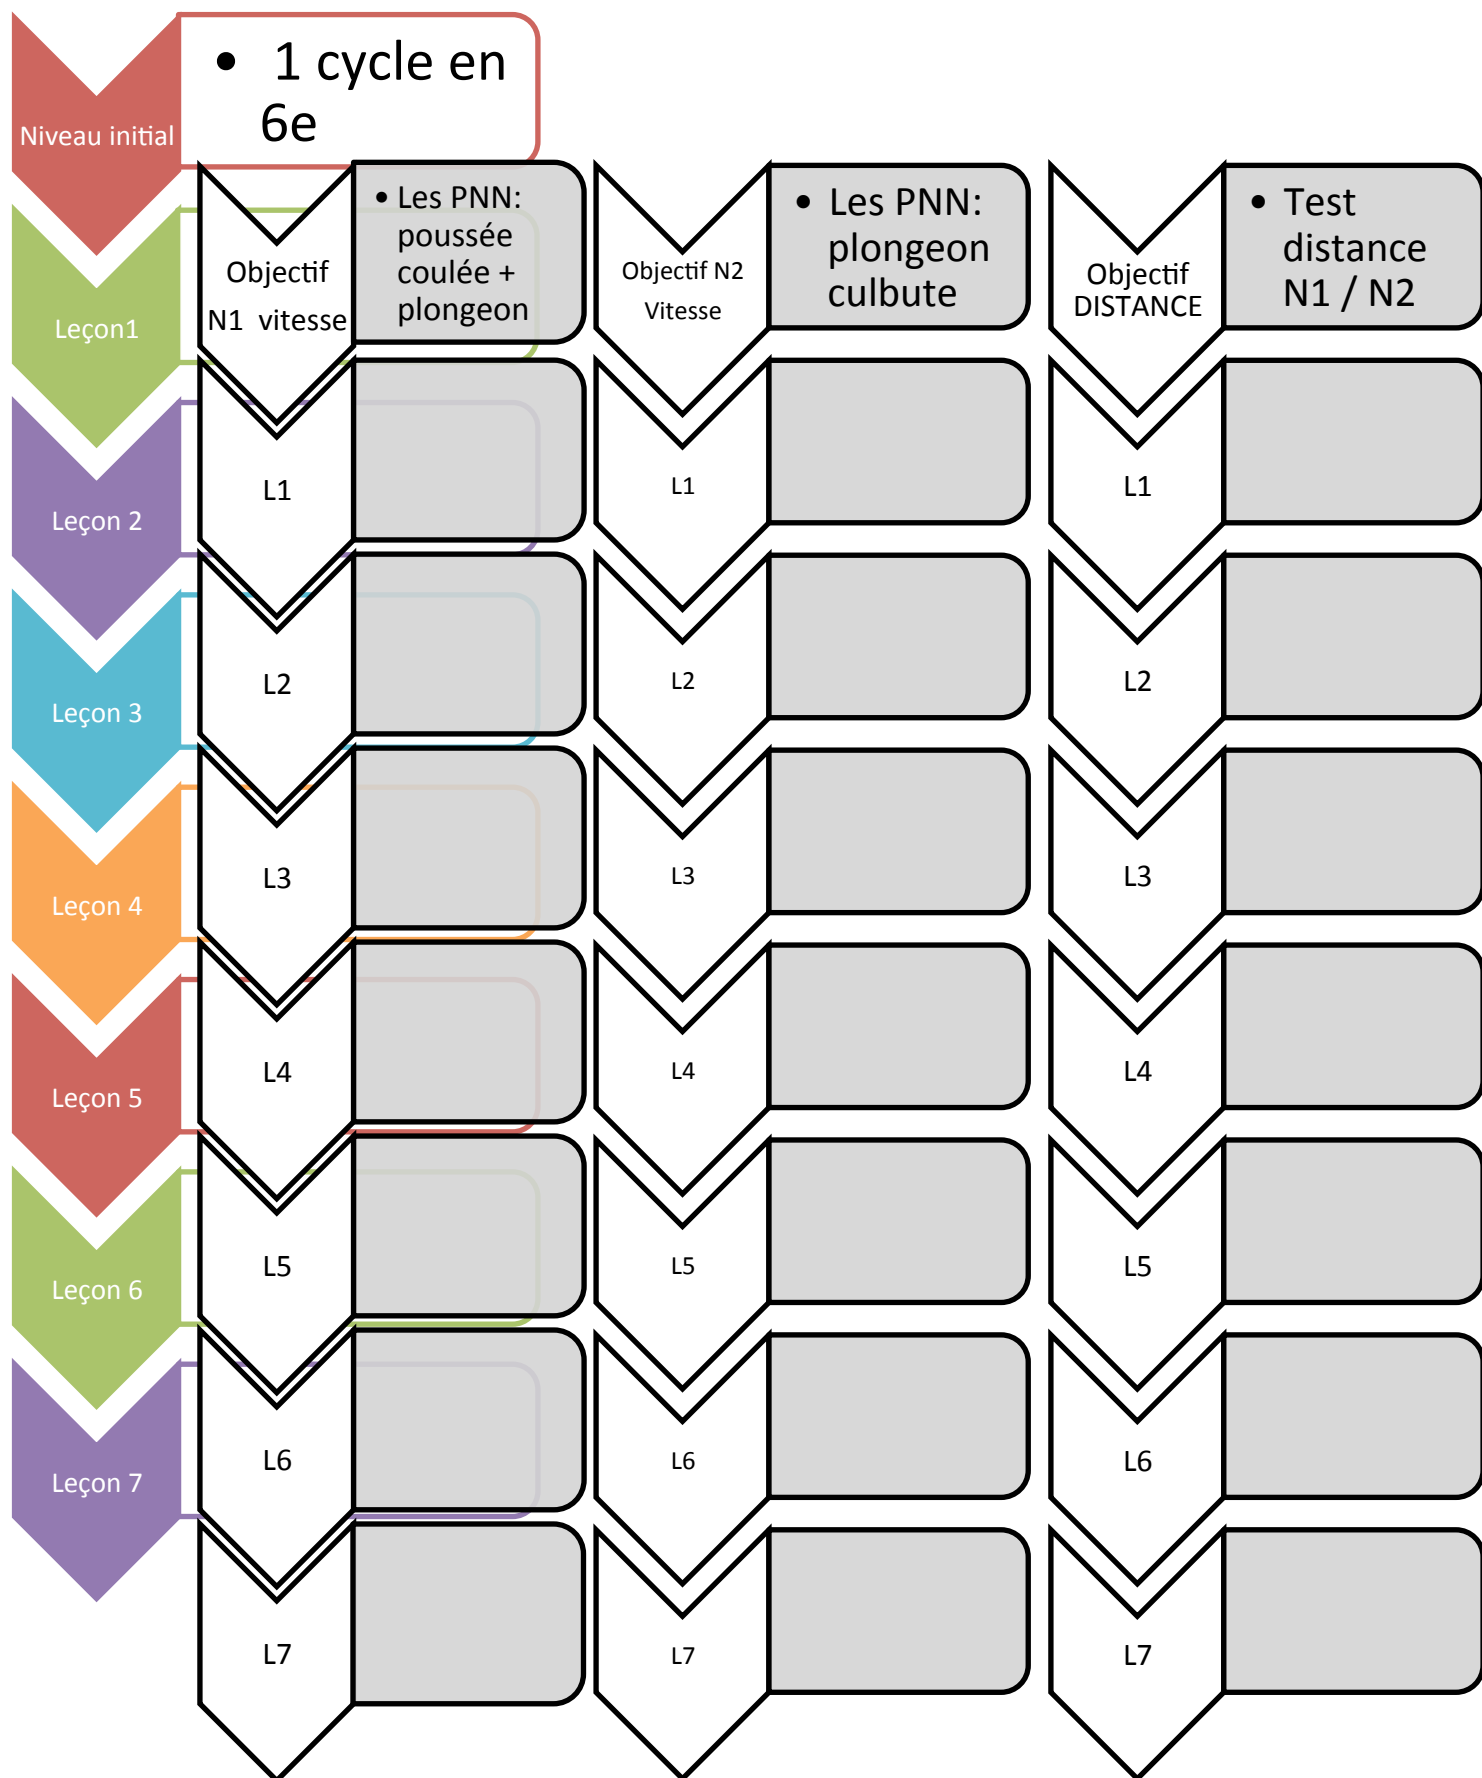 • 1 cycle en
6e
Niveau initial
Leçon1
Leçon 2
Leçon 3
Leçon 4
Leçon 5
Leçon 6
Leçon 7
Objectif
N1 vitesse
• Les PNN:
poussée
coulée +
plongeon
L1
L2
L3
L4
L5
L6
L7
Objectif N2
Vitesse
• Les PNN:
plongeon
culbute
L1
L2
L3
L4
L5
L6
L7
Objectif
DISTANCE
• Test
distance
N1 / N2
L1
L2
L3
L4
L5
L6
L7